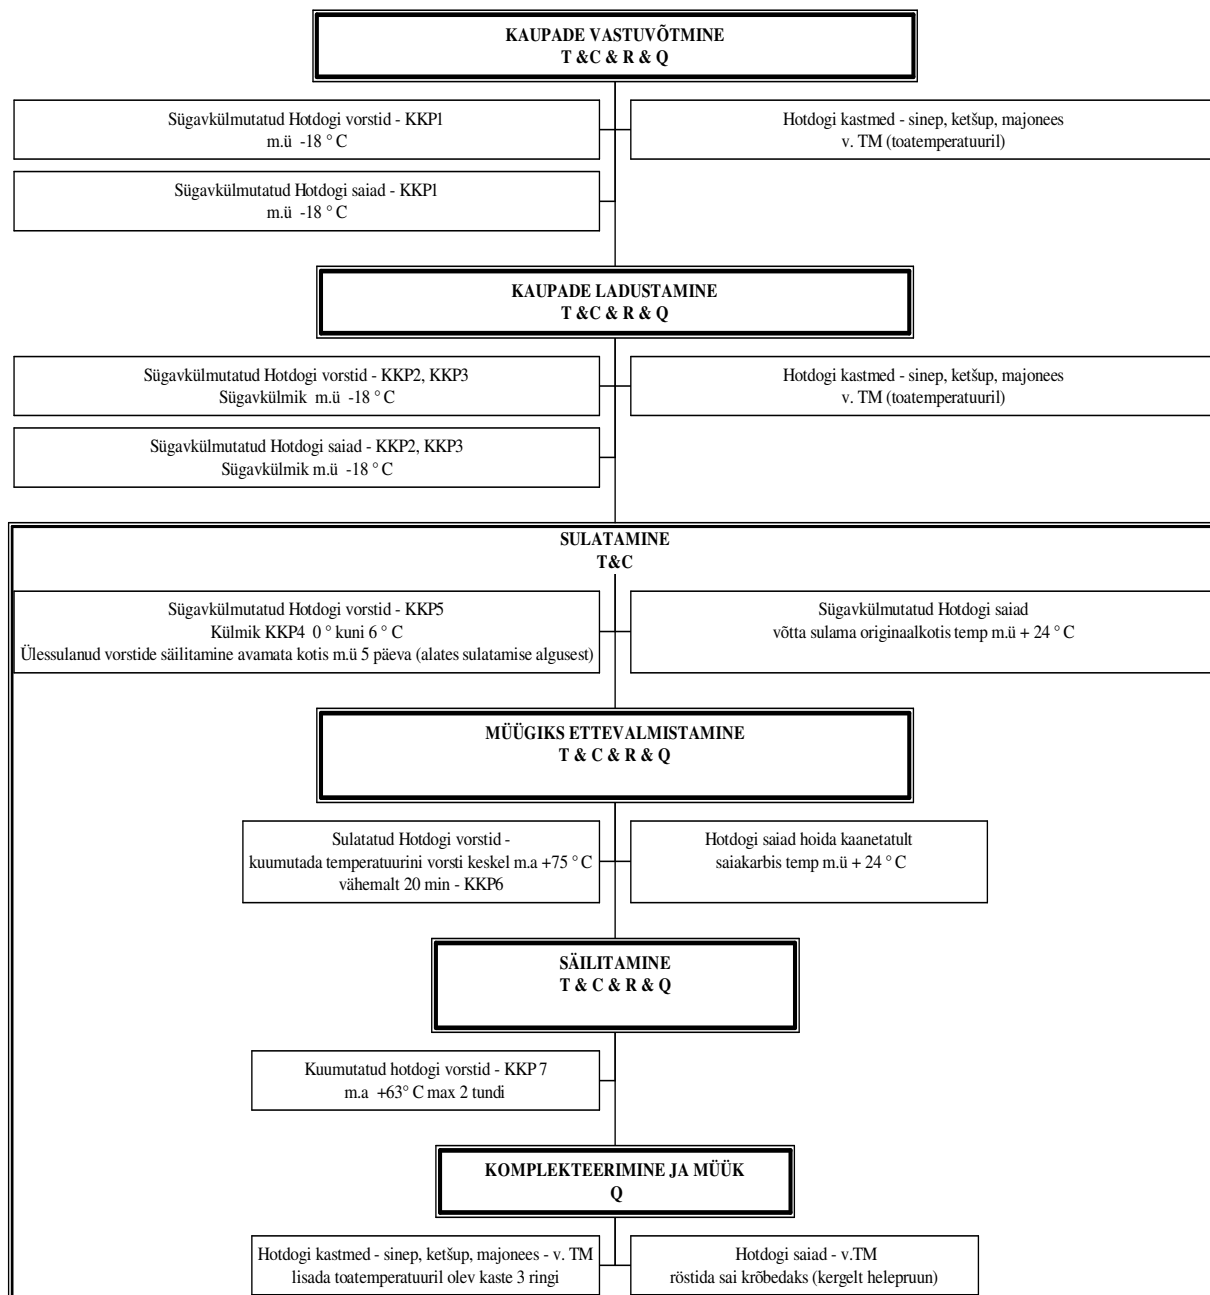 KAUPADE VASTUVÕTMINE
T &C & R & Q
Sügavkülmutatud Hotdogi vorstid - KKP1
m.ü -18 ° C
Hotdogi kastmed - sinep, ketšup, majonees
v. TM (toatemperatuuril)
Sügavkülmutatud Hotdogi saiad - KKP1
m.ü -18 ° C
KAUPADE LADUSTAMINE
T &C & R & Q
Sügavkülmutatud Hotdogi vorstid - KKP2, KKP3
Sügavkülmik m.ü -18 ° C
Hotdogi kastmed - sinep, ketšup, majonees
v. TM (toatemperatuuril)
Sügavkülmutatud Hotdogi saiad - KKP2, KKP3
Sügavkülmik m.ü -18 ° C
SULATAMINE
T&C
Sügavkülmutatud Hotdogi vorstid - KKP5
Külmik KKP4 0 ° kuni 6 ° C
Ülessulanud vorstide säilitamine avamata kotis m.ü 5 päeva (alates sulatamise algusest)
Sügavkülmutatud Hotdogi saiad
võtta sulama originaalkotis temp m.ü + 24 ° C
MÜÜGIKS ETTEVALMISTAMINE
T & C & R & Q
Sulatatud Hotdogi vorstid -
kuumutada temperatuurini vorsti keskel m.a +75 ° C
vähemalt 20 min - KKP6
Hotdogi saiad hoida kaanetatult
saiakarbis temp m.ü + 24 ° C
SÄILITAMINE
T & C & R & Q
Kuumutatud hotdogi vorstid - KKP 7
m.a +63° C max 2 tundi
KOMPLEKTEERIMINE JA MÜÜK
Q
Hotdogi kastmed - sinep, ketšup, majonees - v. TM
lisada toatemperatuuril olev kaste 3 ringi
Hotdogi saiad - v.TM
röstida sai krõbedaks (kergelt helepruun)